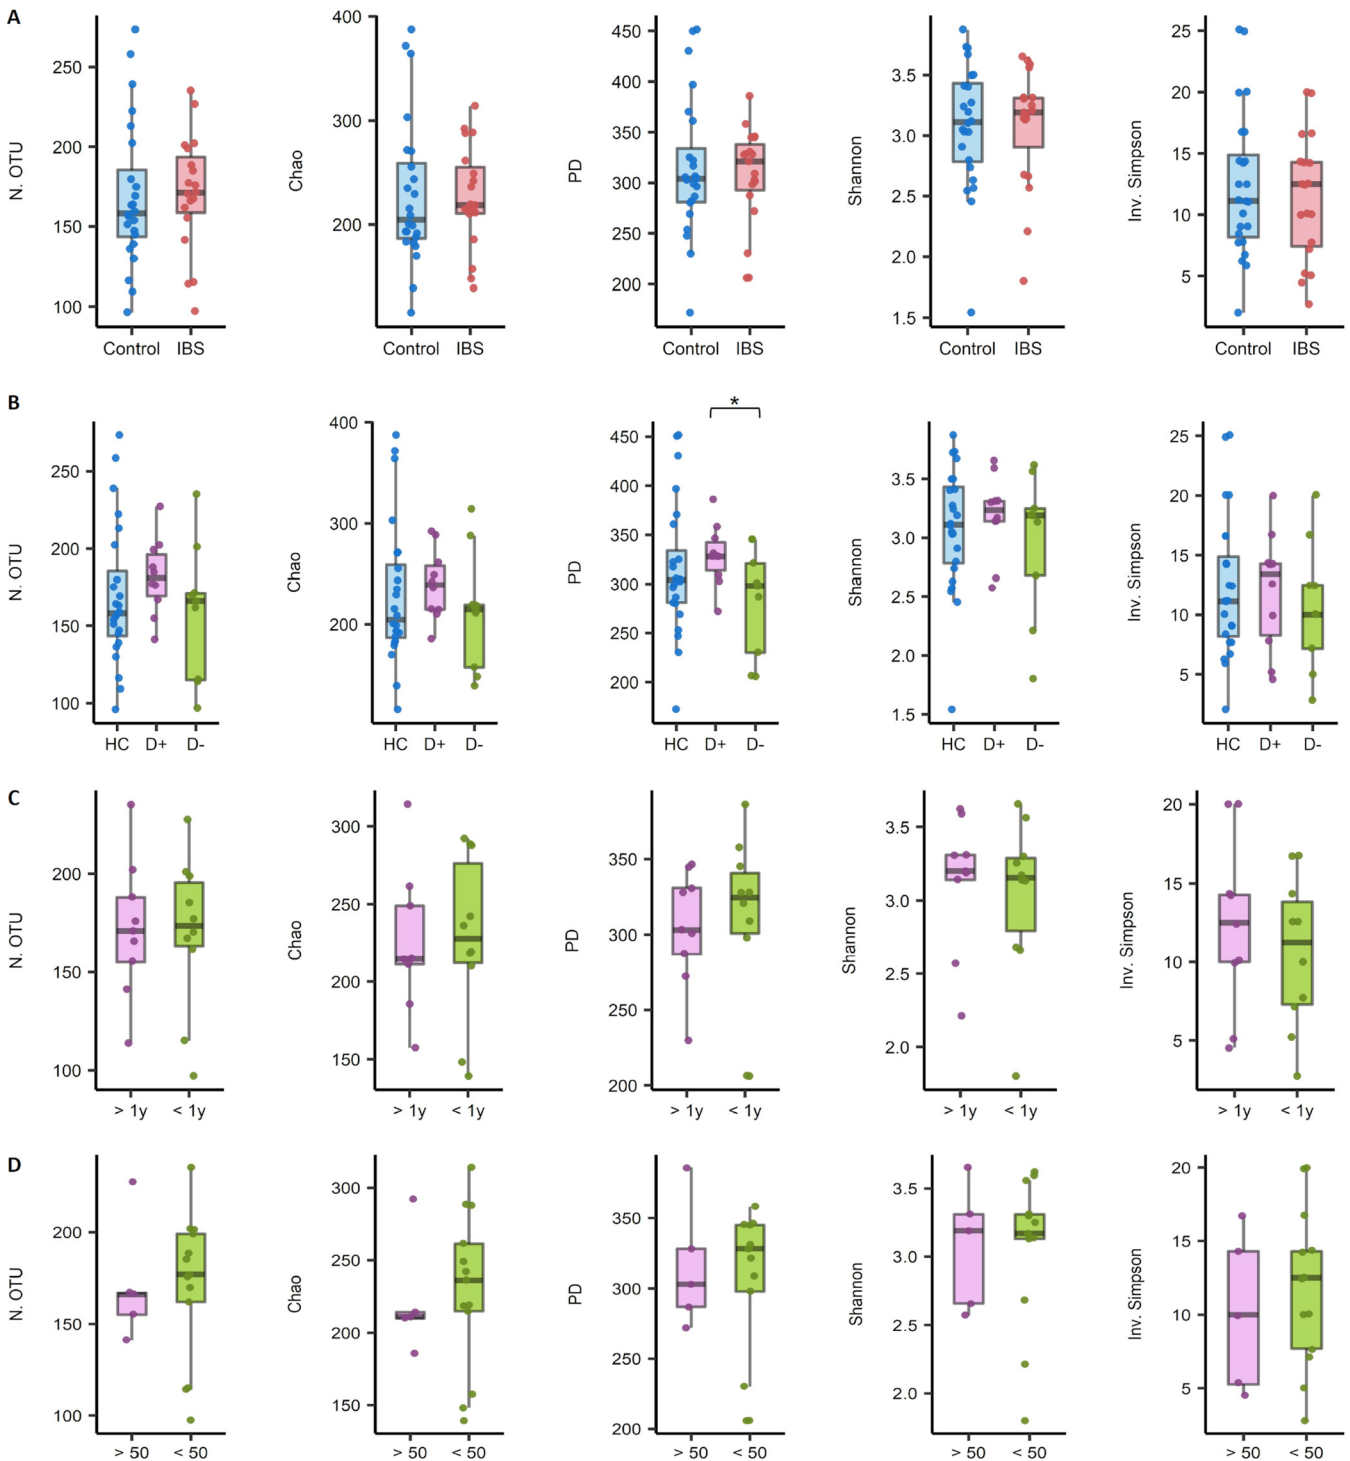 A
N. OTU
250
200
150
100
Control IBS
Chao
400
300
200
Control IBS
PD
450
400
350
300
250
200
Control IBS
Shannon
3.5
3.0
2.5
2.0
1.5
Control IBS
Inv. Simpson
25
20
15
10
5
Control IBS
B
N. OTU
250
200
150
100
HC D+ D-
Chao
400
300
200
HC D+ D-
PD
450
400
350
300
250
200
*
HC D+ D-
Shannon
3.5
3.0
2.5
2.0
1.5
HC D+ D-
Inv. Simpson
25
20
15
10
5
HC D+ D-
C
N. OTU
200
150
100
> 1y < 1y
Chao
300
250
200
150
> 1y < 1y
PD
350
300
250
200
> 1y < 1y
Shannon
3.5
3.0
2.5
2.0
> 1y < 1y
Inv. Simpson
20
15
10
5
> 1y < 1y
D
N. OTU
200
150
100
> 50 < 50
Chao
300
250
200
150
> 50 < 50
PD
350
300
250
200
> 50 < 50
Shannon
3.5
3.0
2.5
2.0
> 50 < 50
Inv. Simpson
20
15
10
5
> 50 < 50